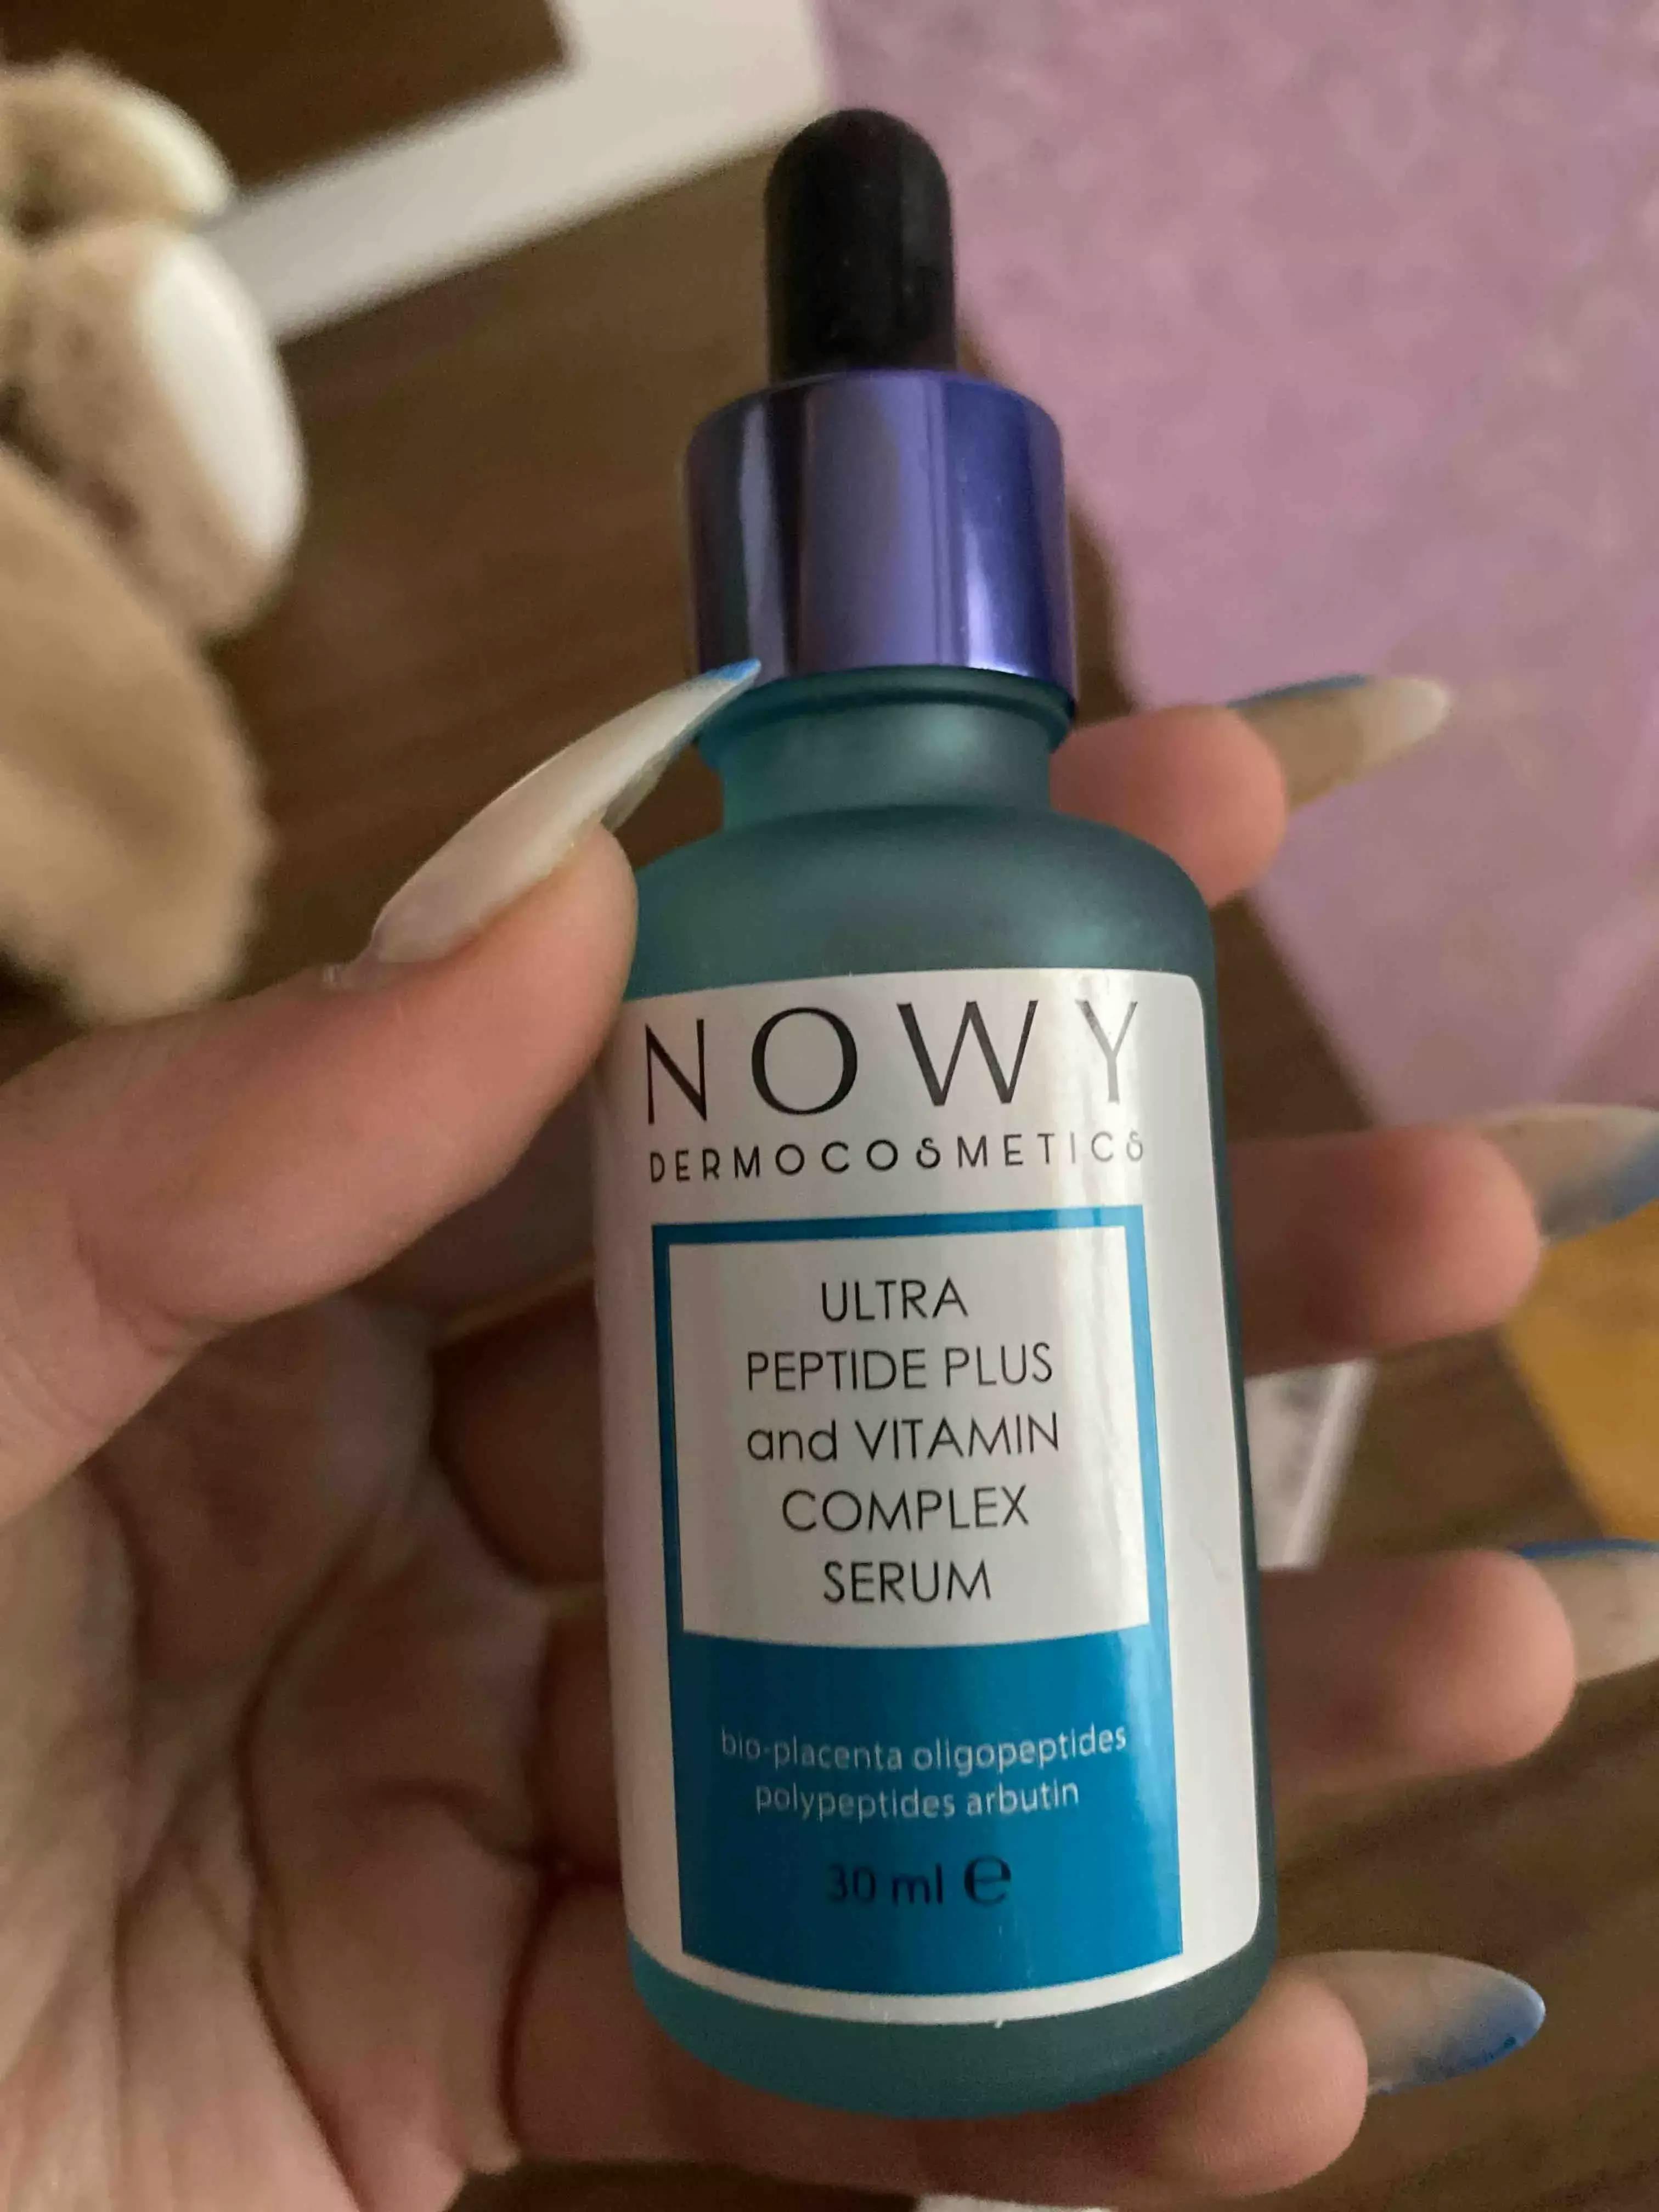 NOWY
DERMOCOSMETICS
ULTRA
PEPTIDE PLUS
and VITAMIN
COMPLEX
SERUM
bio-placenta oligopeptides
polypeptides arbutin
30 ml ℮